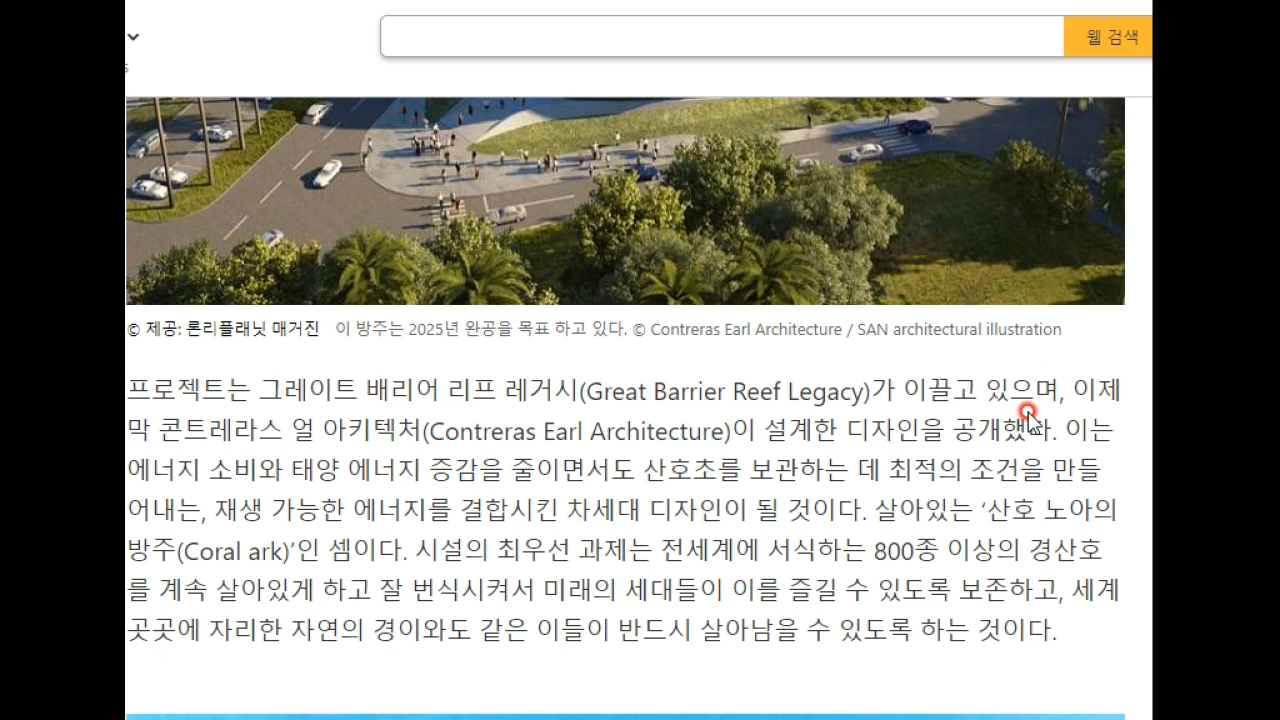 웹 검색
s
© 제공: 론리플래닛 매거진 이 방주는 2025년 완공을 목표 하고 있다. © Contreras Earl Architecture / SAN architectural illustration
프로젝트는 그레이트 배리어 리프 레거시(Great Barrier Reef Legacy)가 이끌고 있으며, 이제
막 콘트레라스 얼 아키텍처(Contreras Earl Architecture)이 설계한 디자인을 공개했다. 이는
에너지 소비와 태양 에너지 증감을 줄이면서도 산호초를 보관하는 데 최적의 조건을 만들
어내는, 재생 가능한 에너지를 결합시킨 차세대 디자인이 될 것이다. 살아있는 ‘산호 노아의
방주(Coral ark)’인 셈이다. 시설의 최우선 과제는 전세계에 서식하는 800종 이상의 경산호
를 계속 살아있게 하고 잘 번식시켜서 미래의 세대들이 이를 즐길 수 있도록 보존하고, 세계
곳곳에 자리한 자연의 경이와도 같은 이들이 반드시 살아남을 수 있도록 하는 것이다.